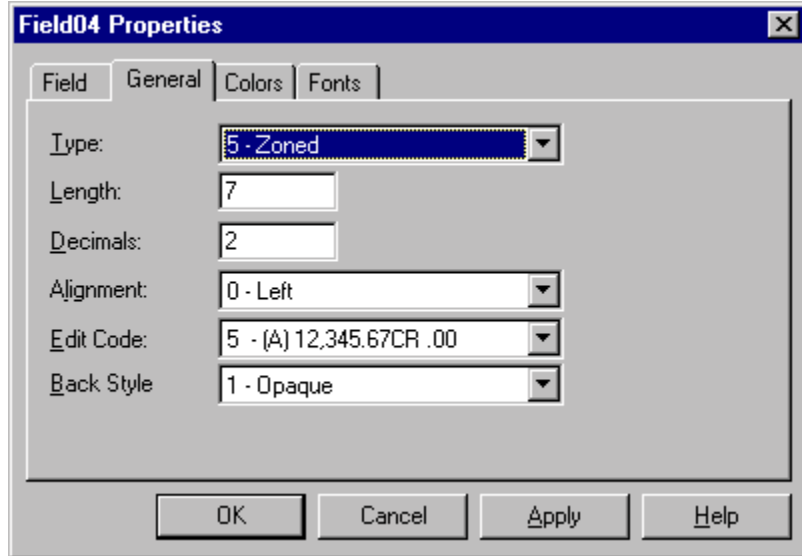 Field04 Properties
Field General Colors Fonts
Type: 5 - Zoned
Length: 7
Decimals: 2
Alignment: 0 - Left
Edit Code: 5 - (A) 12,345.67CR .00
Back Style 1 - Opaque
OK Cancel Apply Help